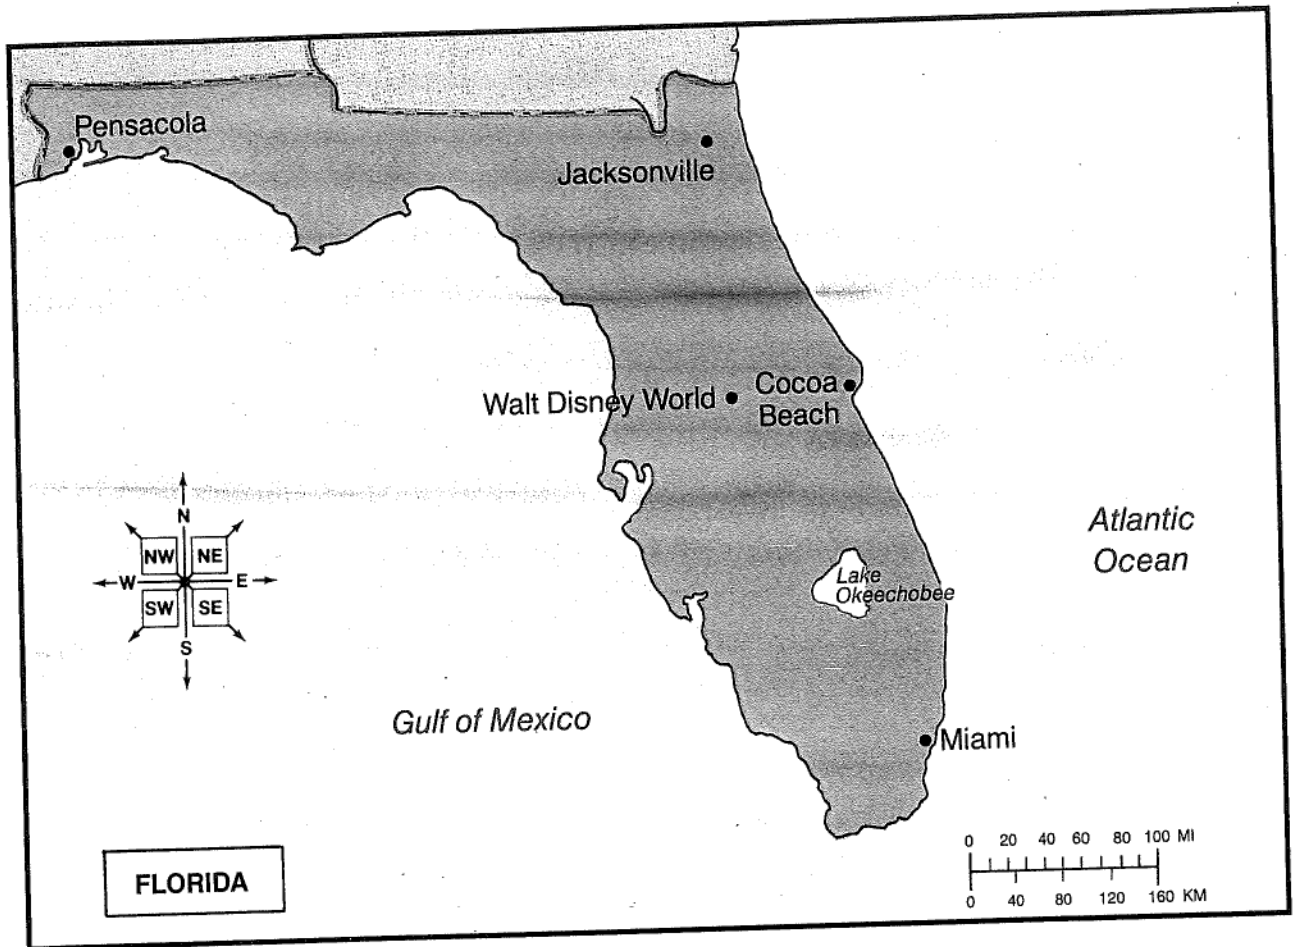 Pensacola
Jacksonville
Walt Disney World
Cocoa
Beach
Atlantic
Ocean
N
NW NE
W E
SW SE
S
Lake
Okeechobee
Gulf of Mexico
Miami
0 20 40 60 80 100 MI
0 40 80 120 160 KM
FLORIDA